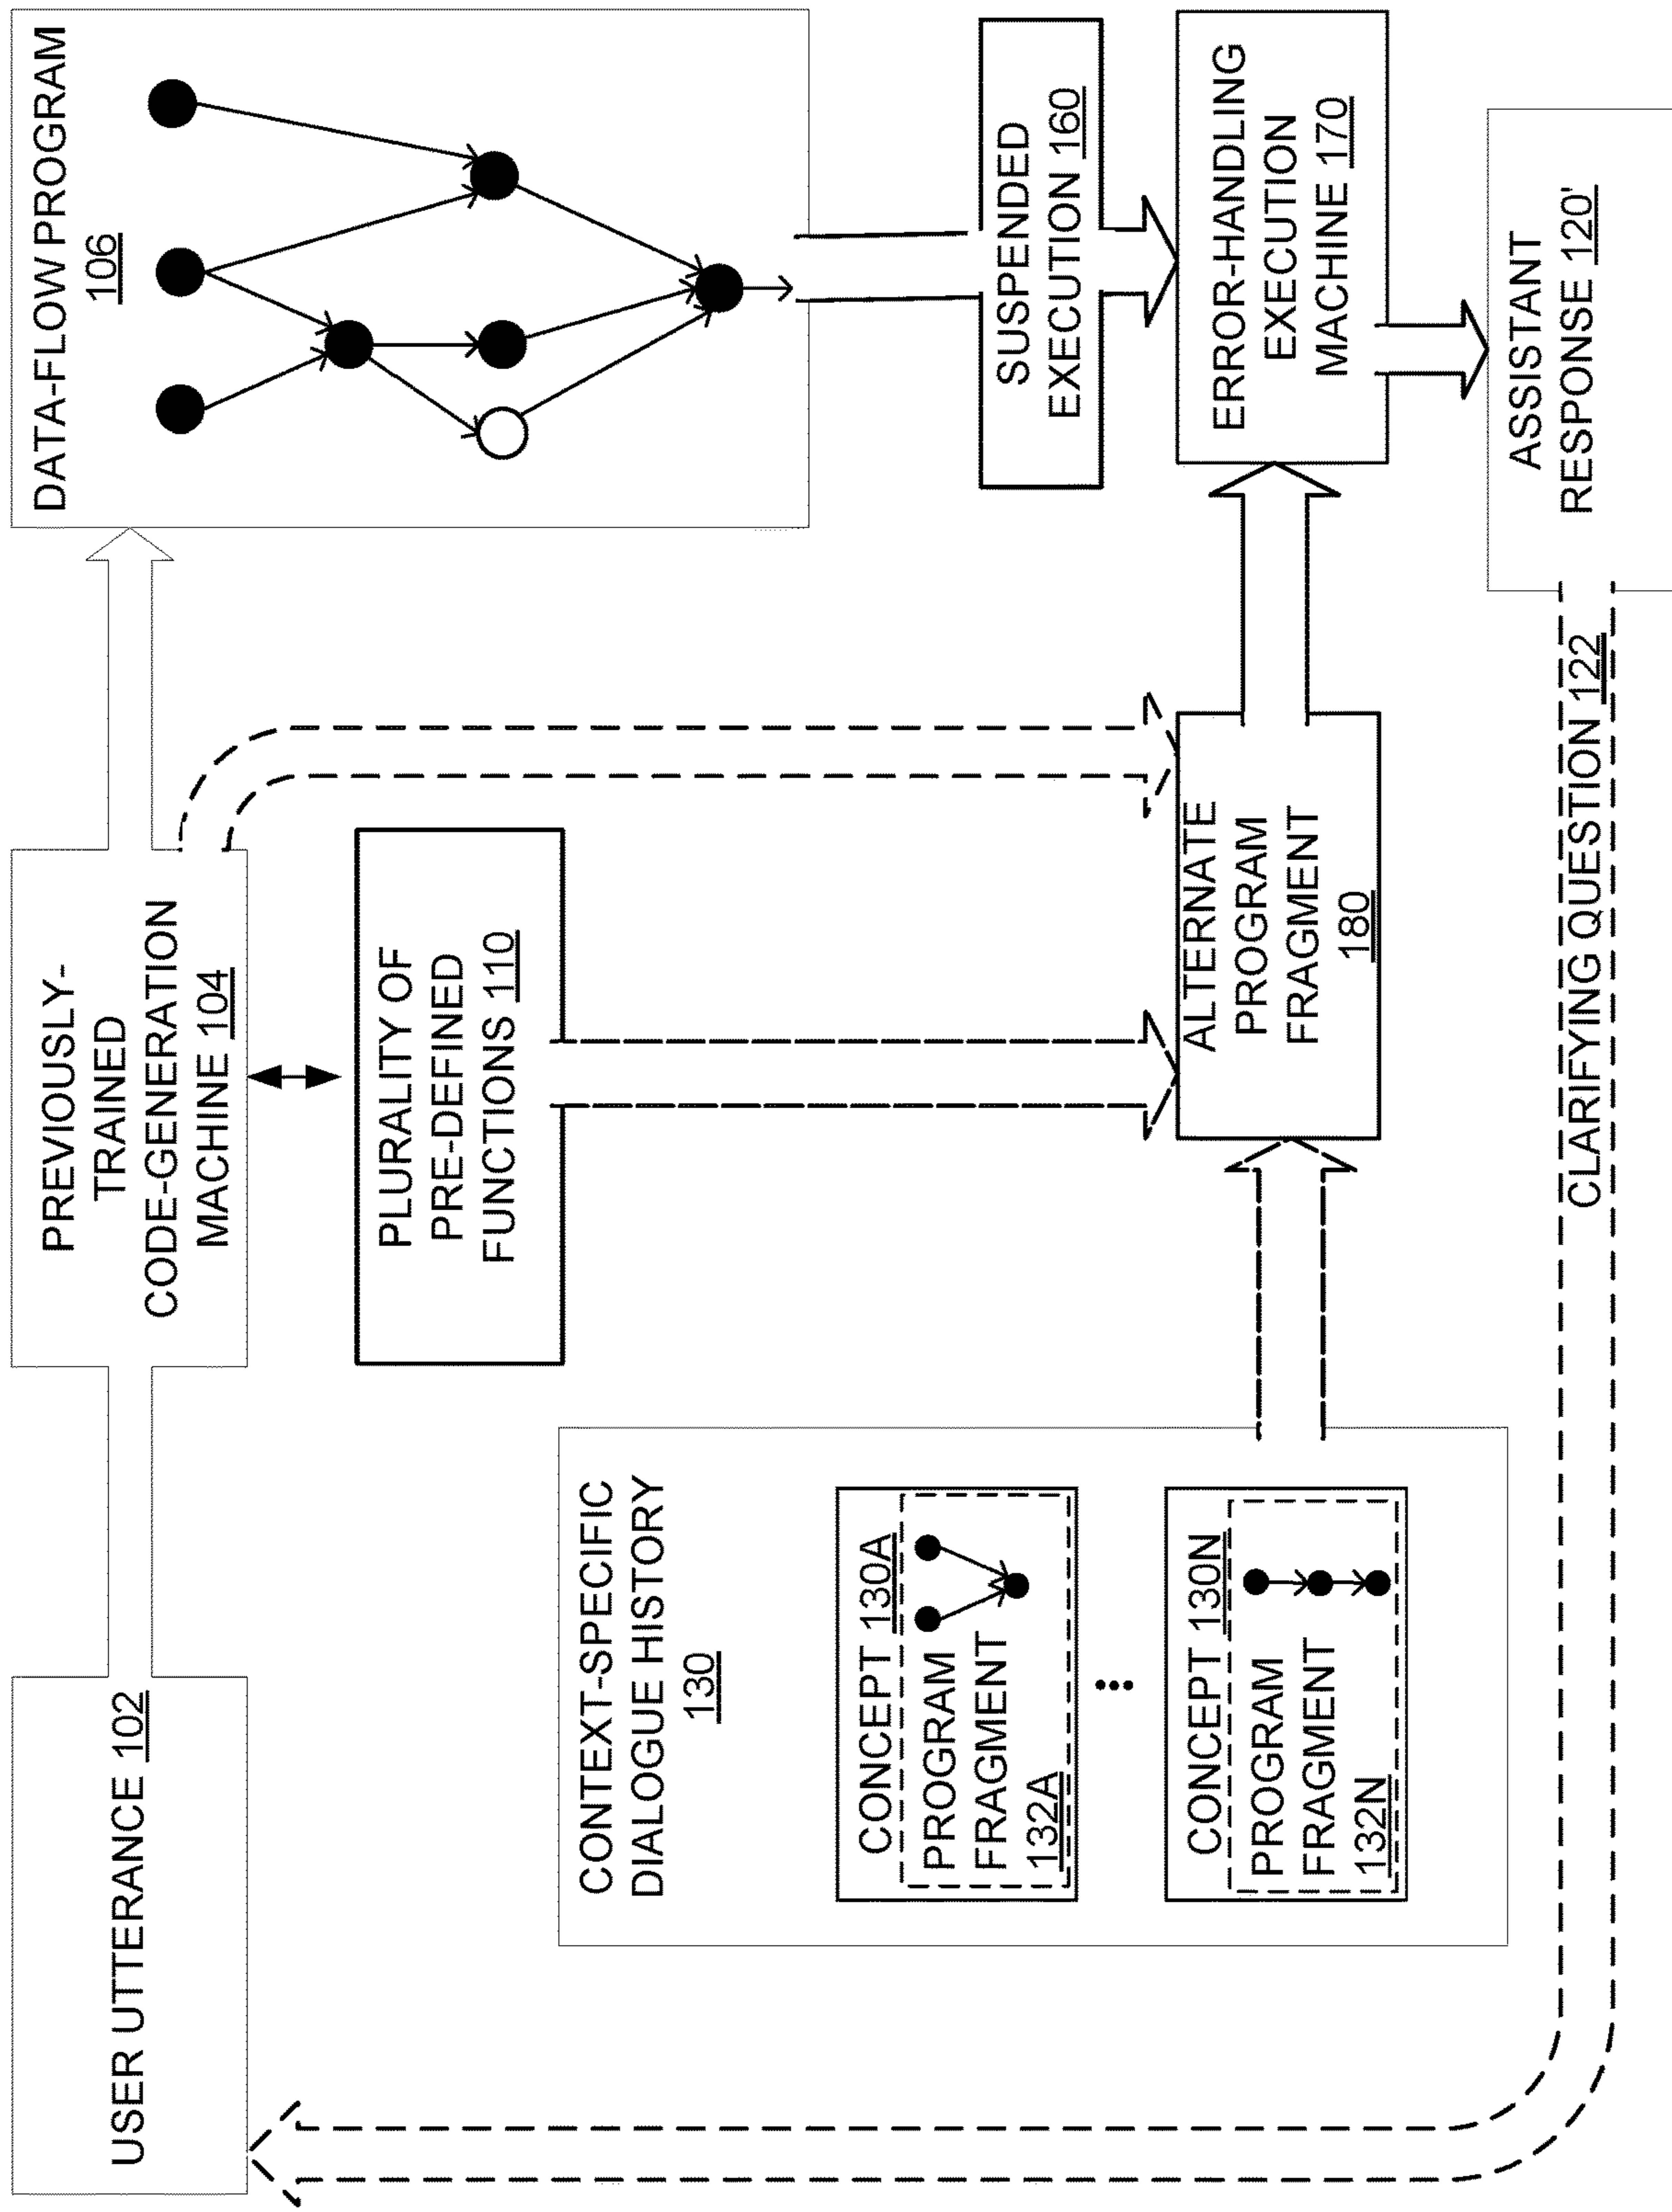 USER UTTERANCE 102
PREVIOUSLY-
TRAINED
CODE-GENERATION
MACHINE 104
DATA-FLOW PROGRAM
106
PLURALITY OF
PRE-DEFINED
FUNCTIONS 110
CONTEXT-SPECIFIC
DIALOGUE HISTORY
130
CONCEPT 130A
PROGRAM
FRAGMENT
132A
CONCEPT 130N
PROGRAM
FRAGMENT
132N
ALTERNATE
PROGRAM
FRAGMENT
180
SUSPENDED
EXECUTION 160
ERROR-HANDLING
EXECUTION
MACHINE 170
ASSISTANT
RESPONSE 120'
CLARIFYING QUESTION 122